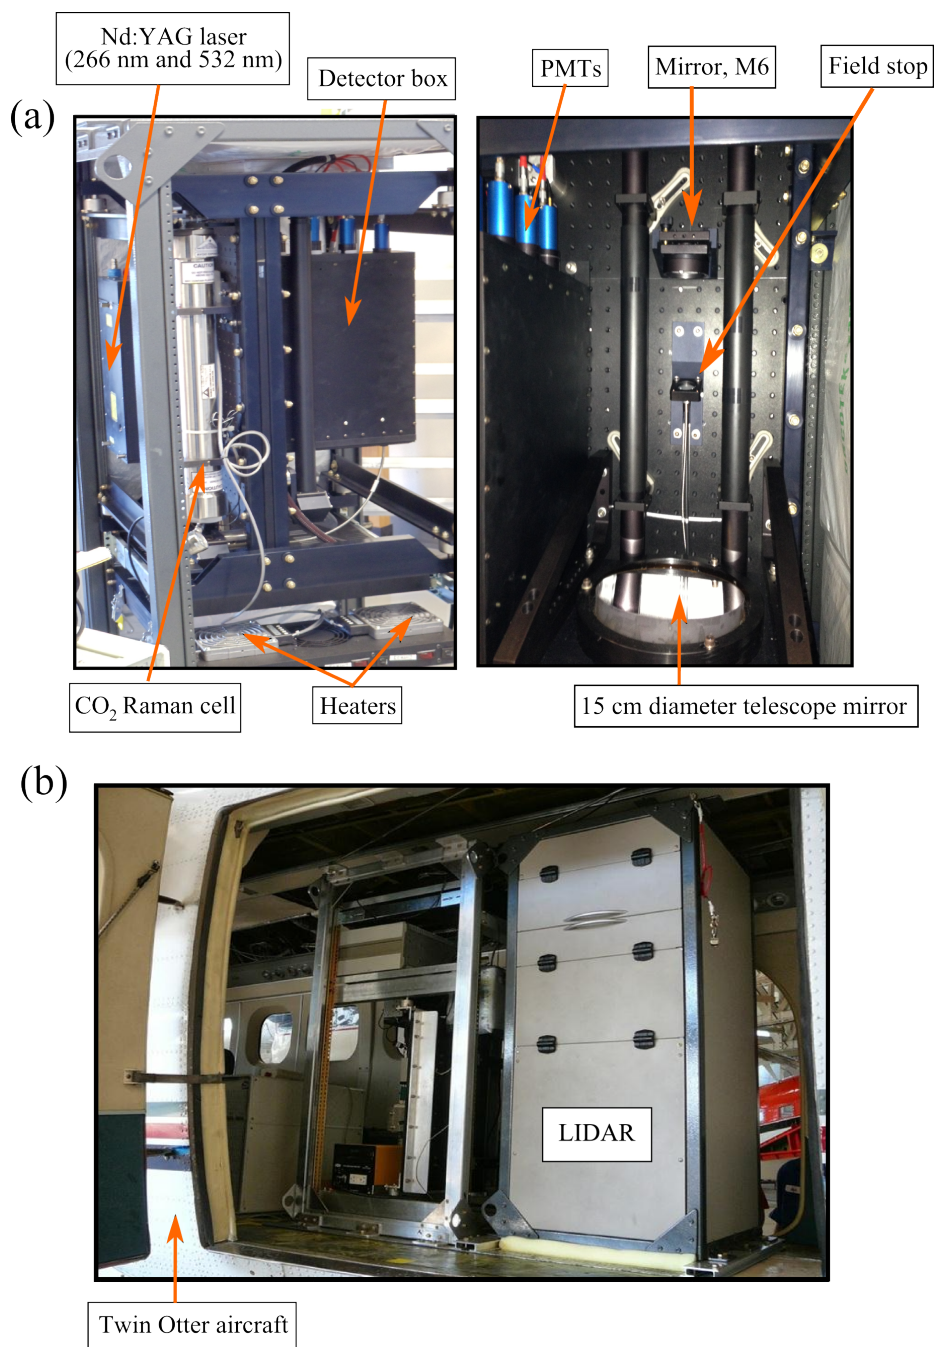 Nd:YAG laser
(266 nm and 532 nm)
Detector box
PMTs
Mirror, M6
Field stop
(a)
CAUTION
CO₂ Raman cell
Heaters
15 cm diameter telescope mirror
(b)
LIDAR
Twin Otter aircraft